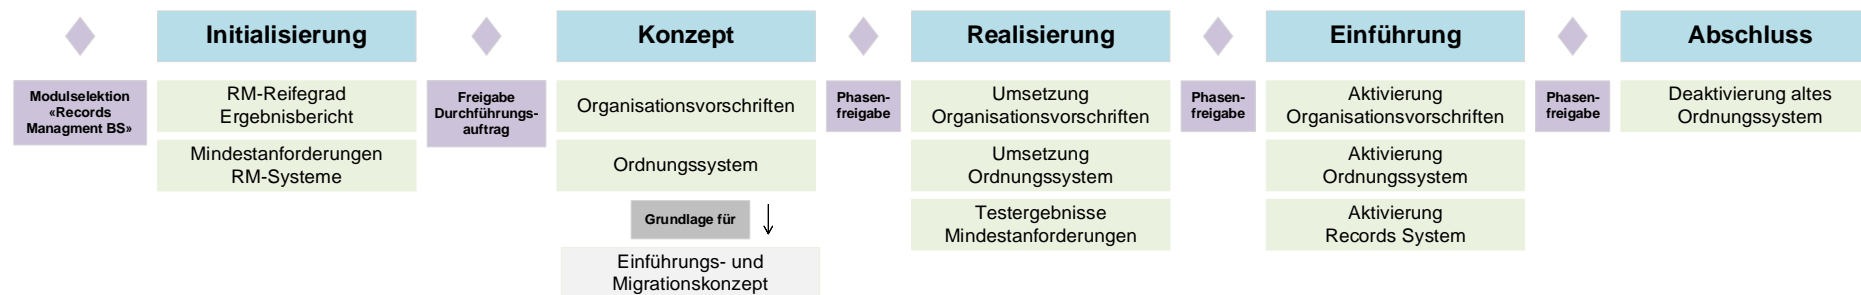 Initialisierung
Konzept
Realisierung
Einführung
Abschluss
Modulselektion
«Records
Managment BS»
RM-Reifegrad
Ergebnisbericht
Mindestanforderungen
RM-Systeme
Freigabe
Durchführungs-
auftrag
Organisationsvorschriften
Ordnungssystem
Grundlage für
Einführungs- und
Migrationskonzept
Phasen-
freigabe
Umsetzung
Organisationsvorschriften
Umsetzung
Ordnungssystem
Testergebnisse
Mindestanforderungen
Phasen-
freigabe
Aktivierung
Organisationsvorschriften
Aktivierung
Ordnungssystem
Aktivierung
Records System
Phasen-
freigabe
Deaktivierung altes
Ordnungssystem